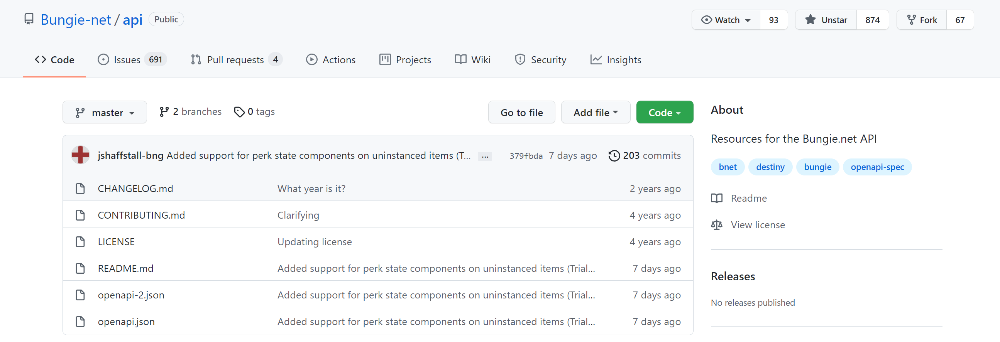 Bungie-net / api Public Watch 93 Unstar 874 Fork 67
Code Issues 691 Pull requests 4 Actions Projects Wiki Security Insights
master 2 branches 0 tags Go to file Add file Code
jshaffstall-bng Added support for perk state components on uninstanced items (T... ... 379fbda 7 days ago 203 commits
CHANGELOG.md What year is it? 2 years ago
CONTRIBUTING.md Clarifying 4 years ago
LICENSE Updating license 4 years ago
README.md Added support for perk state components on uninstanced items (Trial... 7 days ago
openapi-2.json Added support for perk state components on uninstanced items (Trial... 7 days ago
openapi.json Added support for perk state components on uninstanced items (Trial... 7 days ago
About
Resources for the Bungie.net API
bnet destiny bungie openapi-spec
Readme
View license
Releases
No releases published